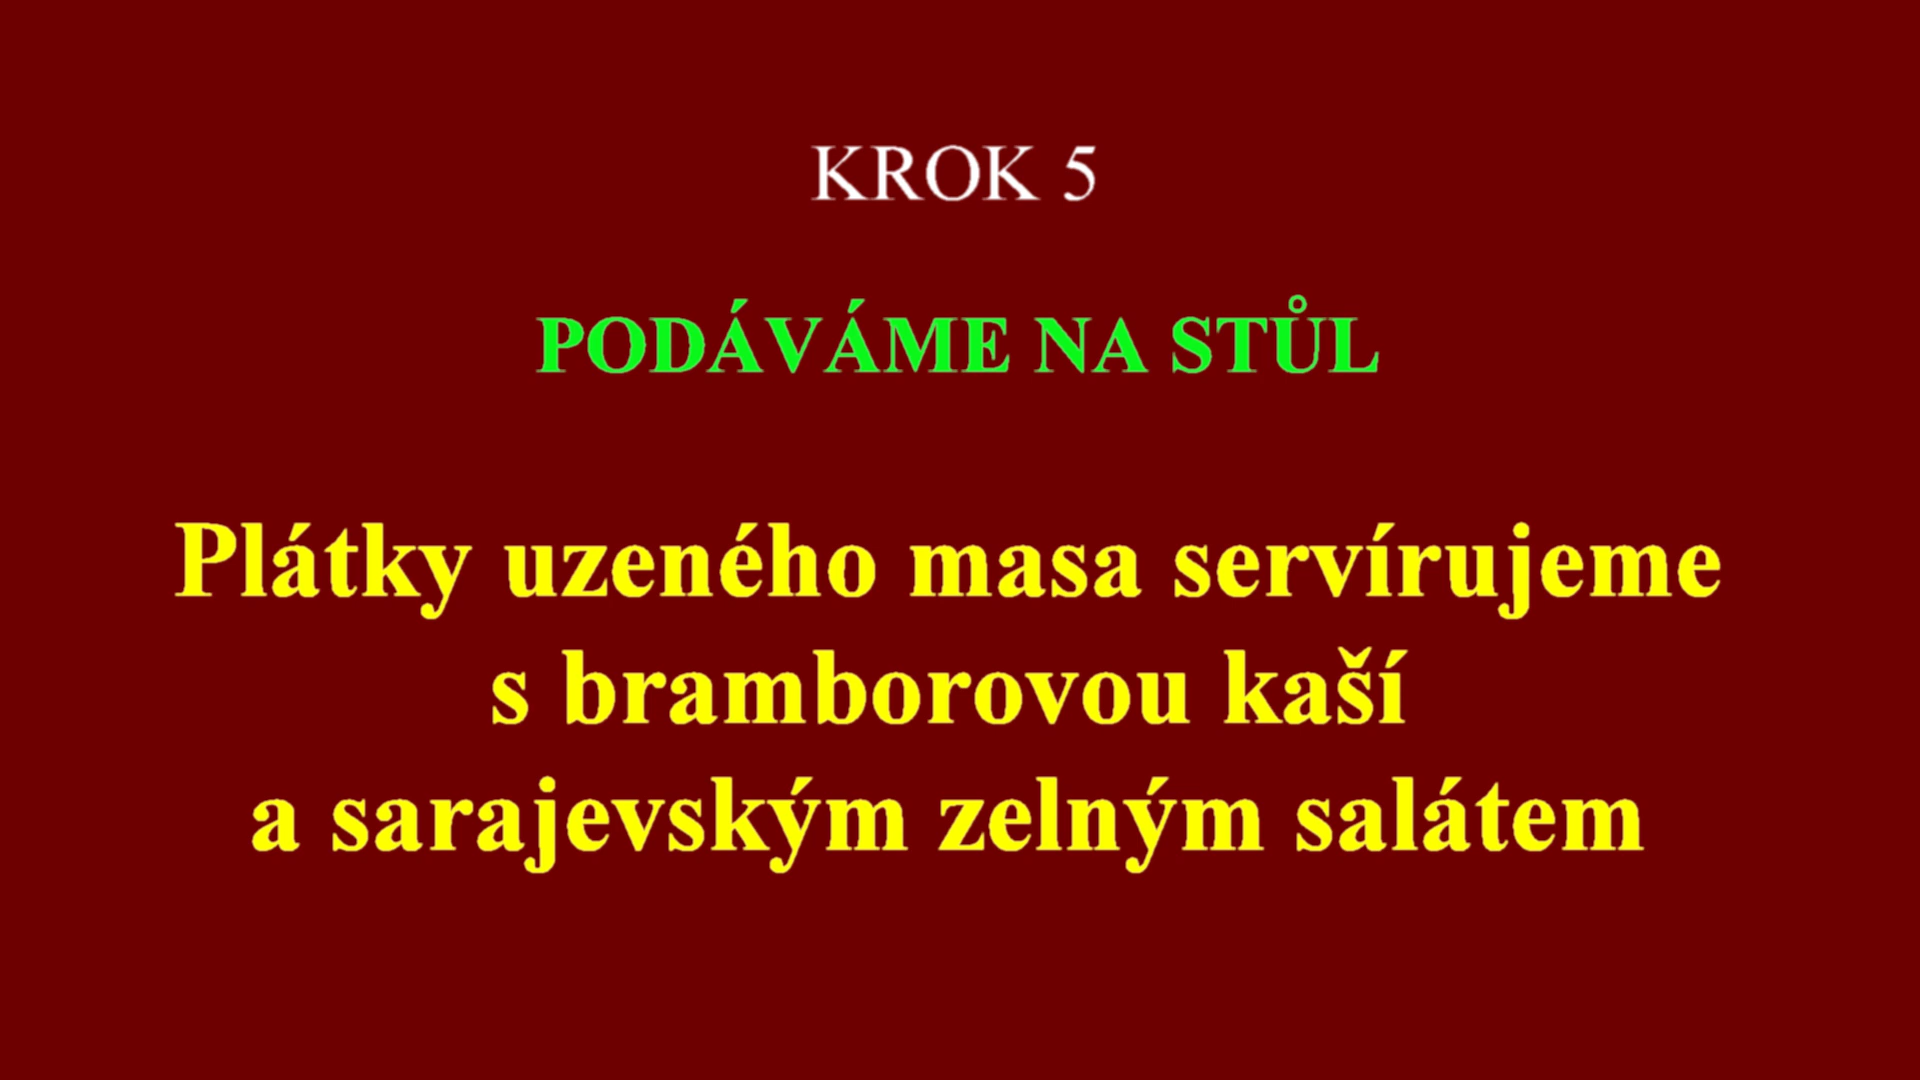 KROK 5
PODÁVÁME NA STŮL
Plátky uzeného masa servírujeme
s bramborovou kaší
a sarajevským zelným salátem